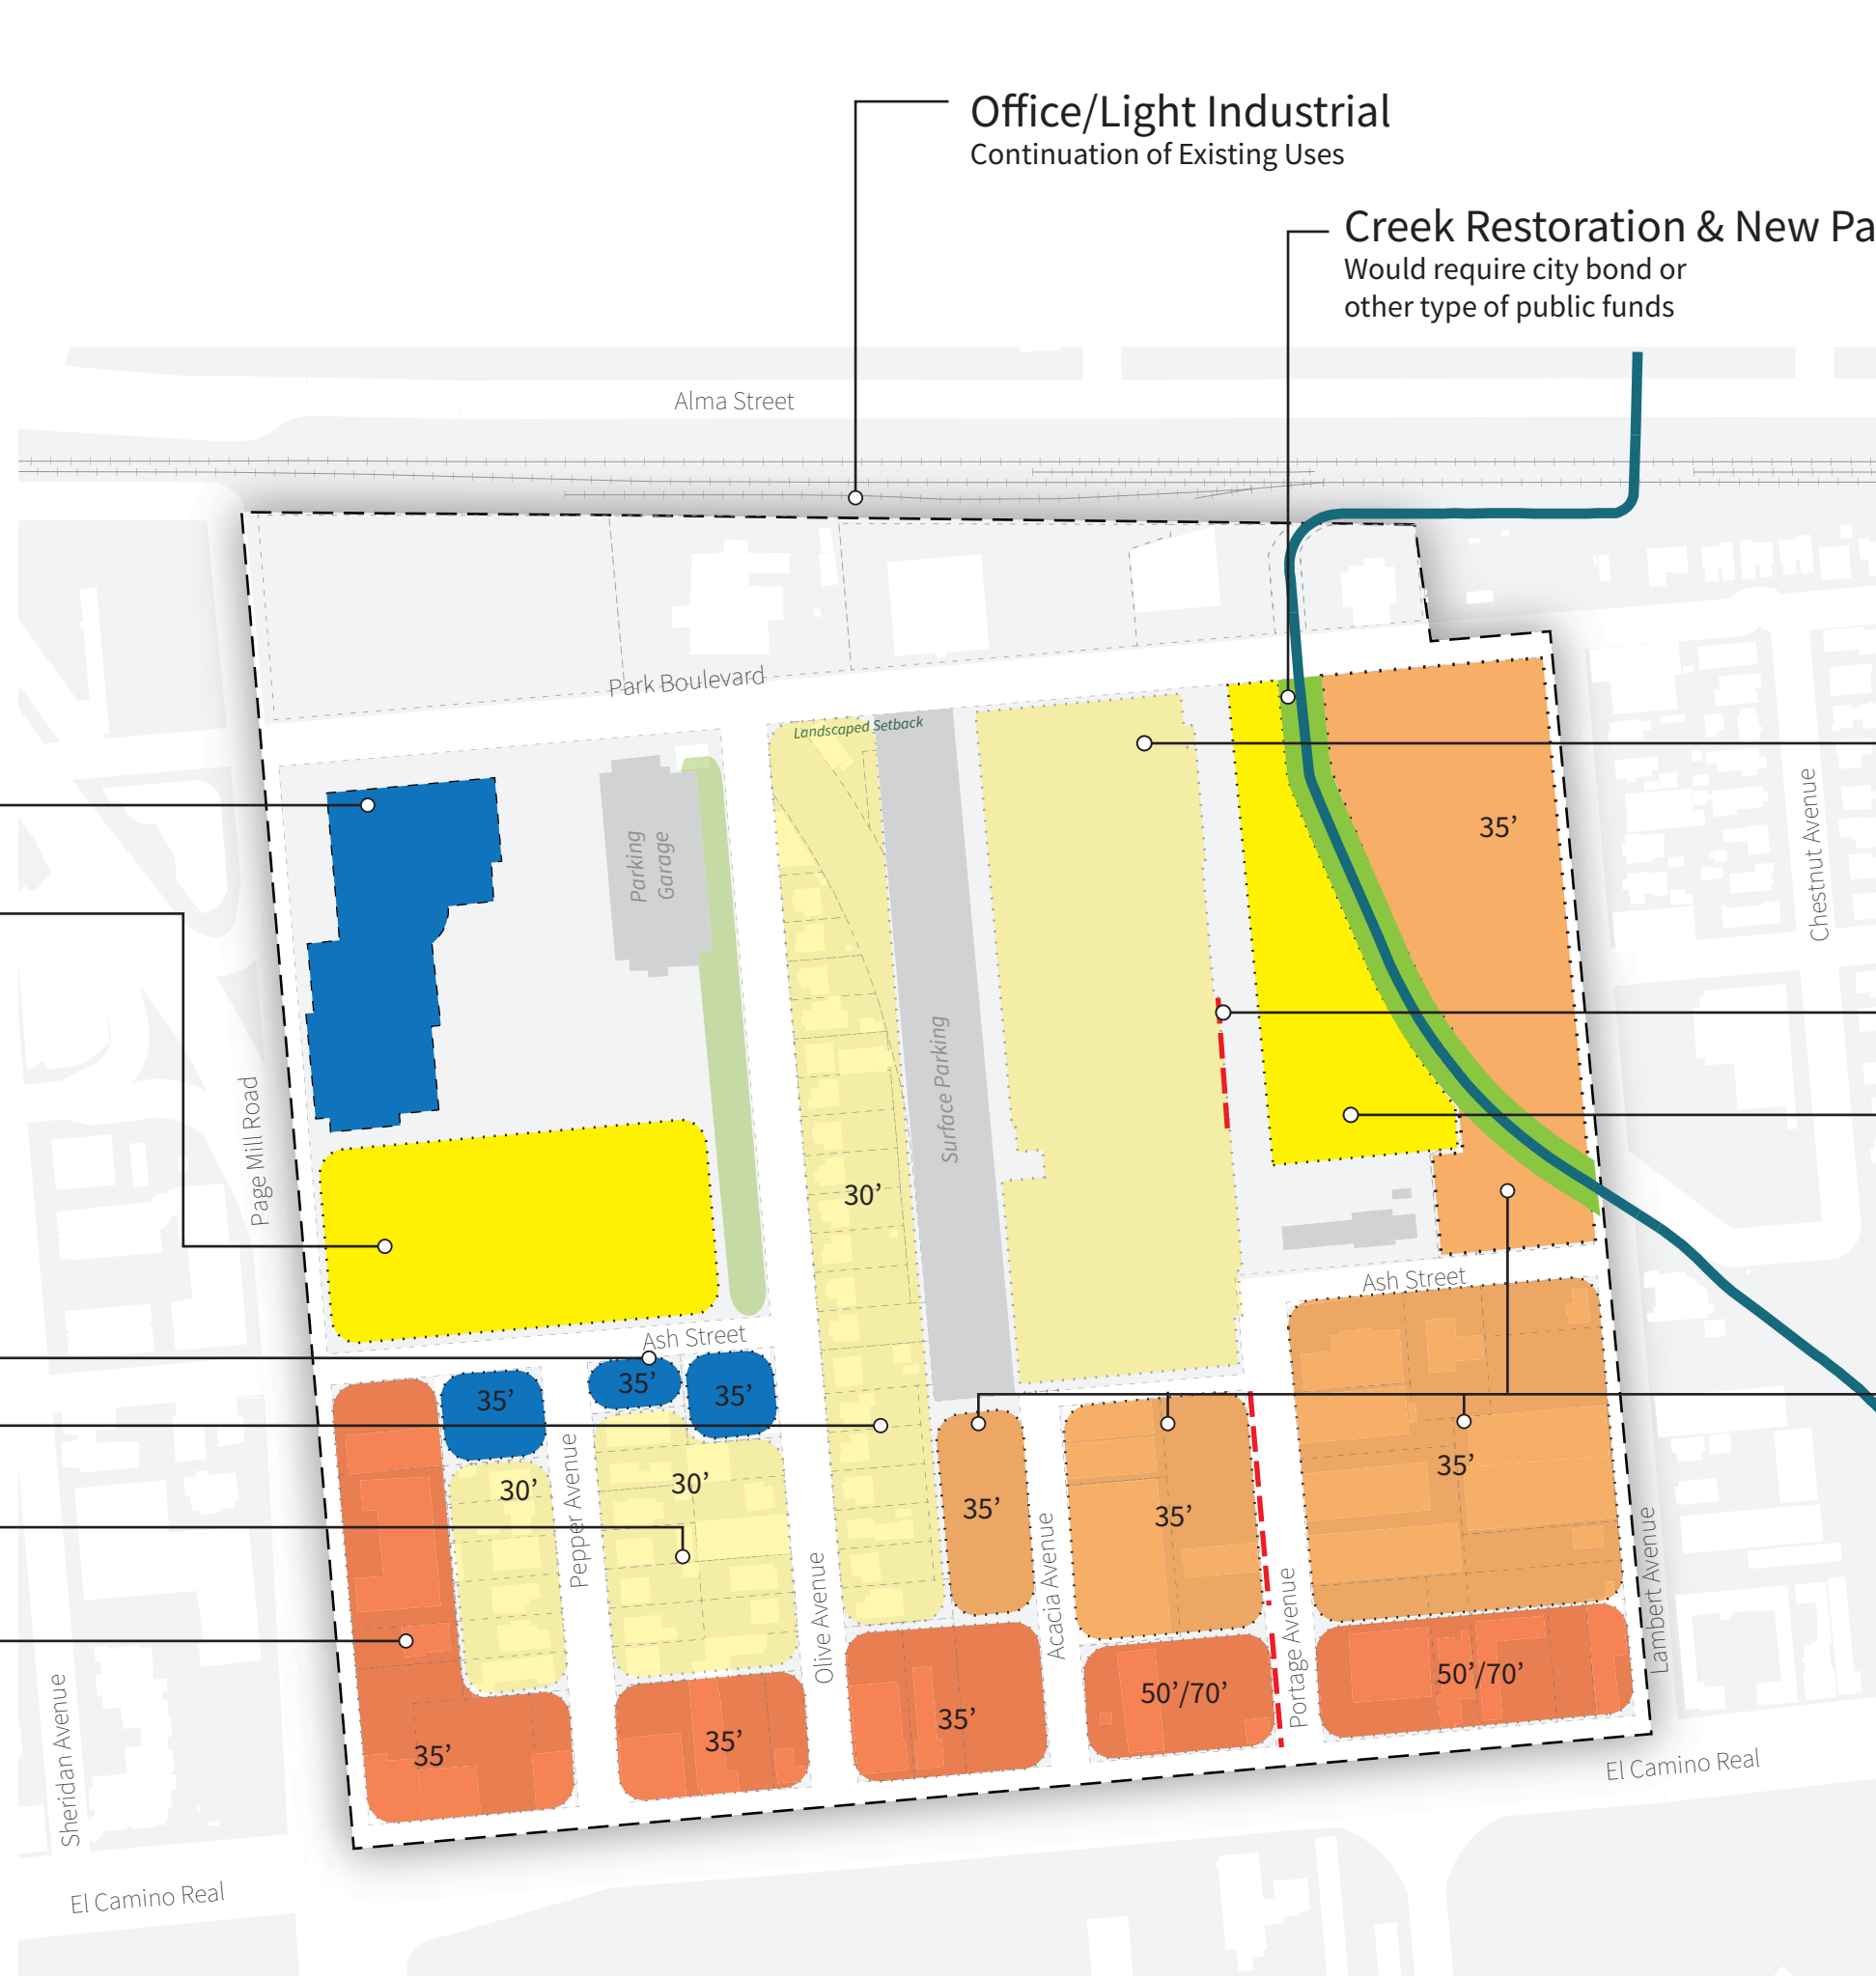 Office/Light Industrial
Continuation of Existing Uses
Creek Restoration & New Pa
Would require city bond or
other type of public funds
Alma Street
Park Boulevard
Landscaped Setback
Parking
Garage
35’
Chestnut Avenue
Surface Parking
Page Mill Road
30’
Ash Street
Ash Street
35’
35’
35’
30’
30’
Pepper Avenue
35’
35’
35’
Olive Avenue
Acacia Avenue
Portage Avenue
Lambert Avenue
Sheridan Avenue
35’
35’
35’
50’/70’
50’/70’
El Camino Real
El Camino Real